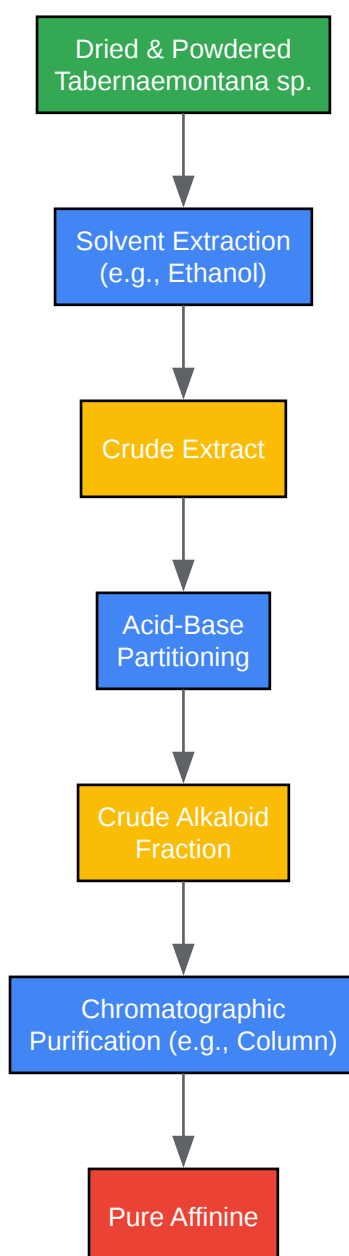 Dried & Powdered
Tabernaemontana sp.
Solvent Extraction
(e.g., Ethanol)
Crude Extract
Acid-Base
Partitioning
Crude Alkaloid
Fraction
Chromatographic
Purification (e.g., Column)
Pure Affinine